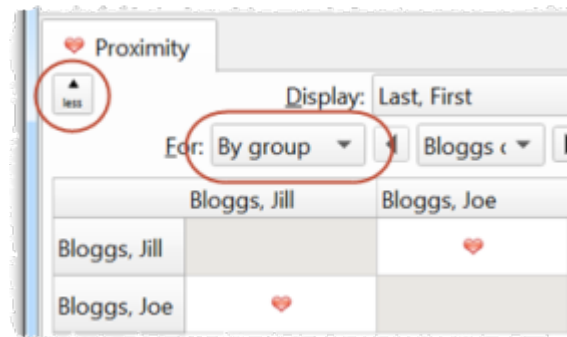 Proximity
less
Display: Last, First
For: By group Bloggs
Bloggs, Jill Bloggs, Joe
Bloggs, Jill
Bloggs, Joe